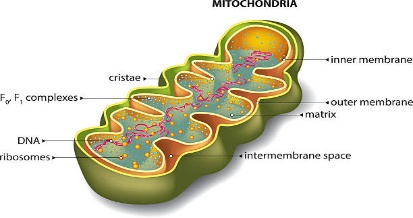 MITOCHONDRIA
inner membrane
cristae
F₀, F₁ complexes
outer membrane
matrix
DNA
ribosomes
intermembrane space